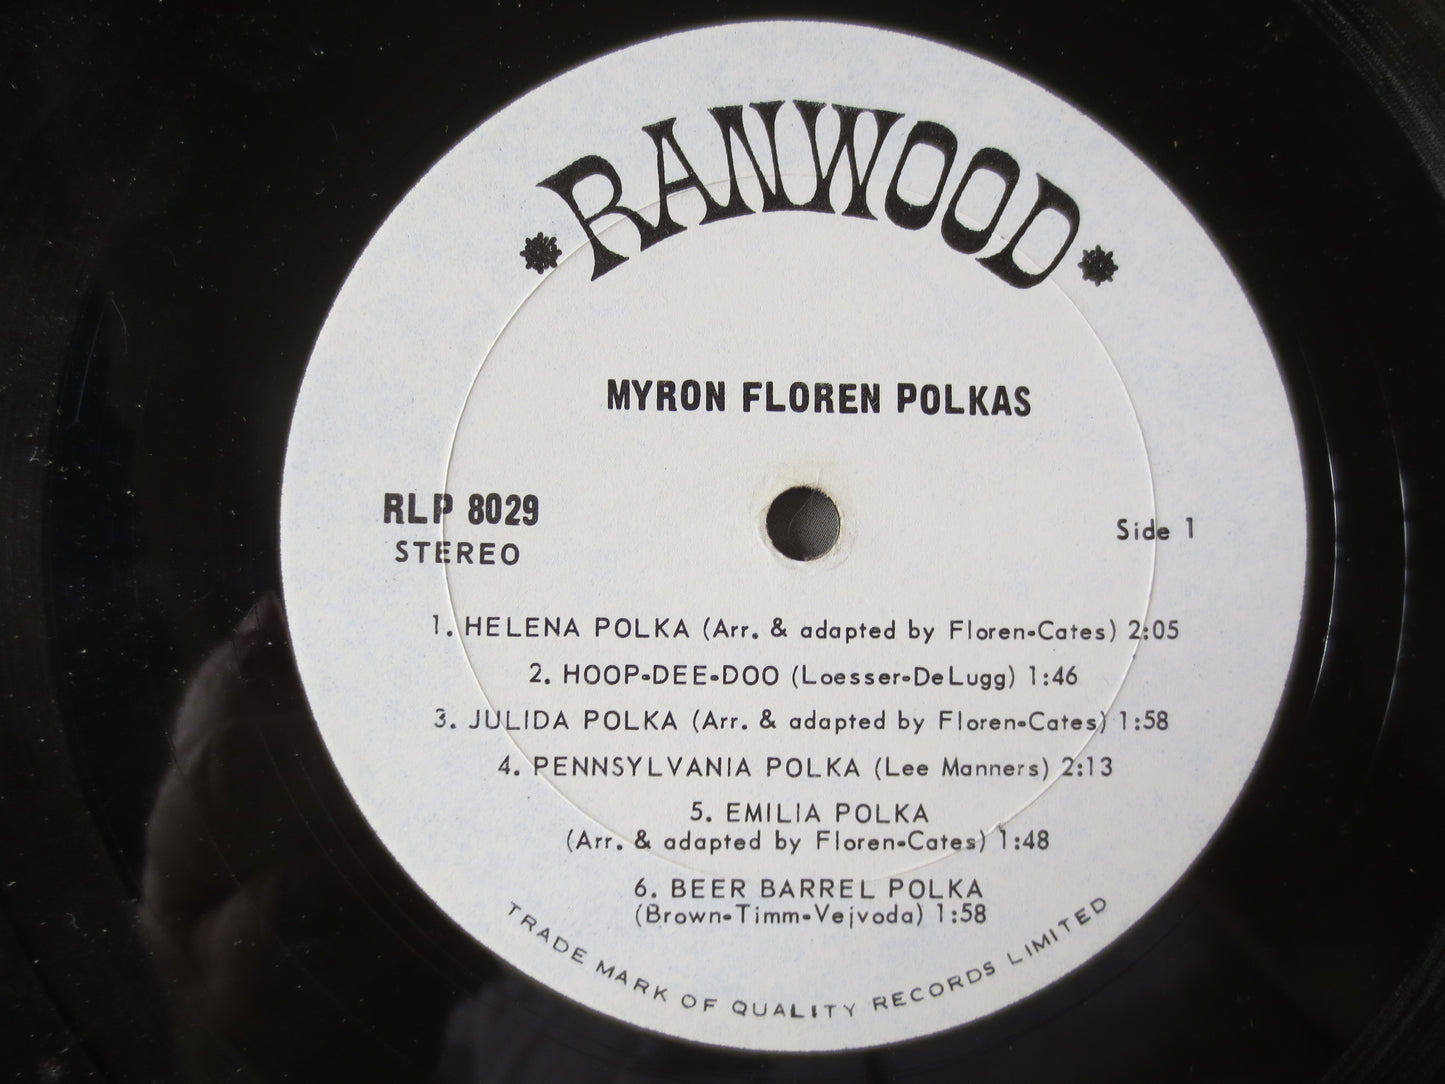 RANWOOD
MYRON FLOREN POLKAS
RLP 8029
STEREO
Side 1
1. HELENA POLKA (Arr. & adapted by Floren-Cates) 2:05
2. HOOP-DEE-DOO (Loesser-DeLugg) 1:46
3. JULIDA POLKA (Arr. & adapted by Floren-Cates) 1:58
4. PENNSYLVANIA POLKA (Lee Manners) 2:13
5. EMILIA POLKA
(Arr. & adapted by Floren-Cates) 1:48
6. BEER BARREL POLKA
(Brown-Timm-Vejvoda) 1:58
TRADE MARK OF QUALITY RECORDS LIMITED